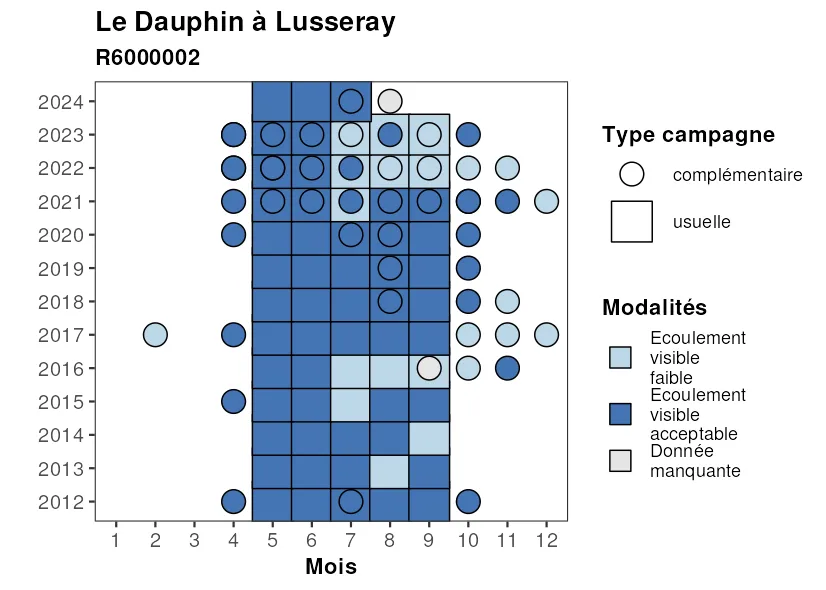 Le Dauphin à Lusseray
R6000002
2024
2023
2022
2021
2020
2019
2018
2017
2016
2015
2014
2013
2012
1 2 3 4 5 6 7 8 9 10 11 12
Mois
Type campagne
complémentaire
usuelle
Modalités
Ecoulement
visible
faible
Ecoulement
visible
acceptable
Donnée
manquante